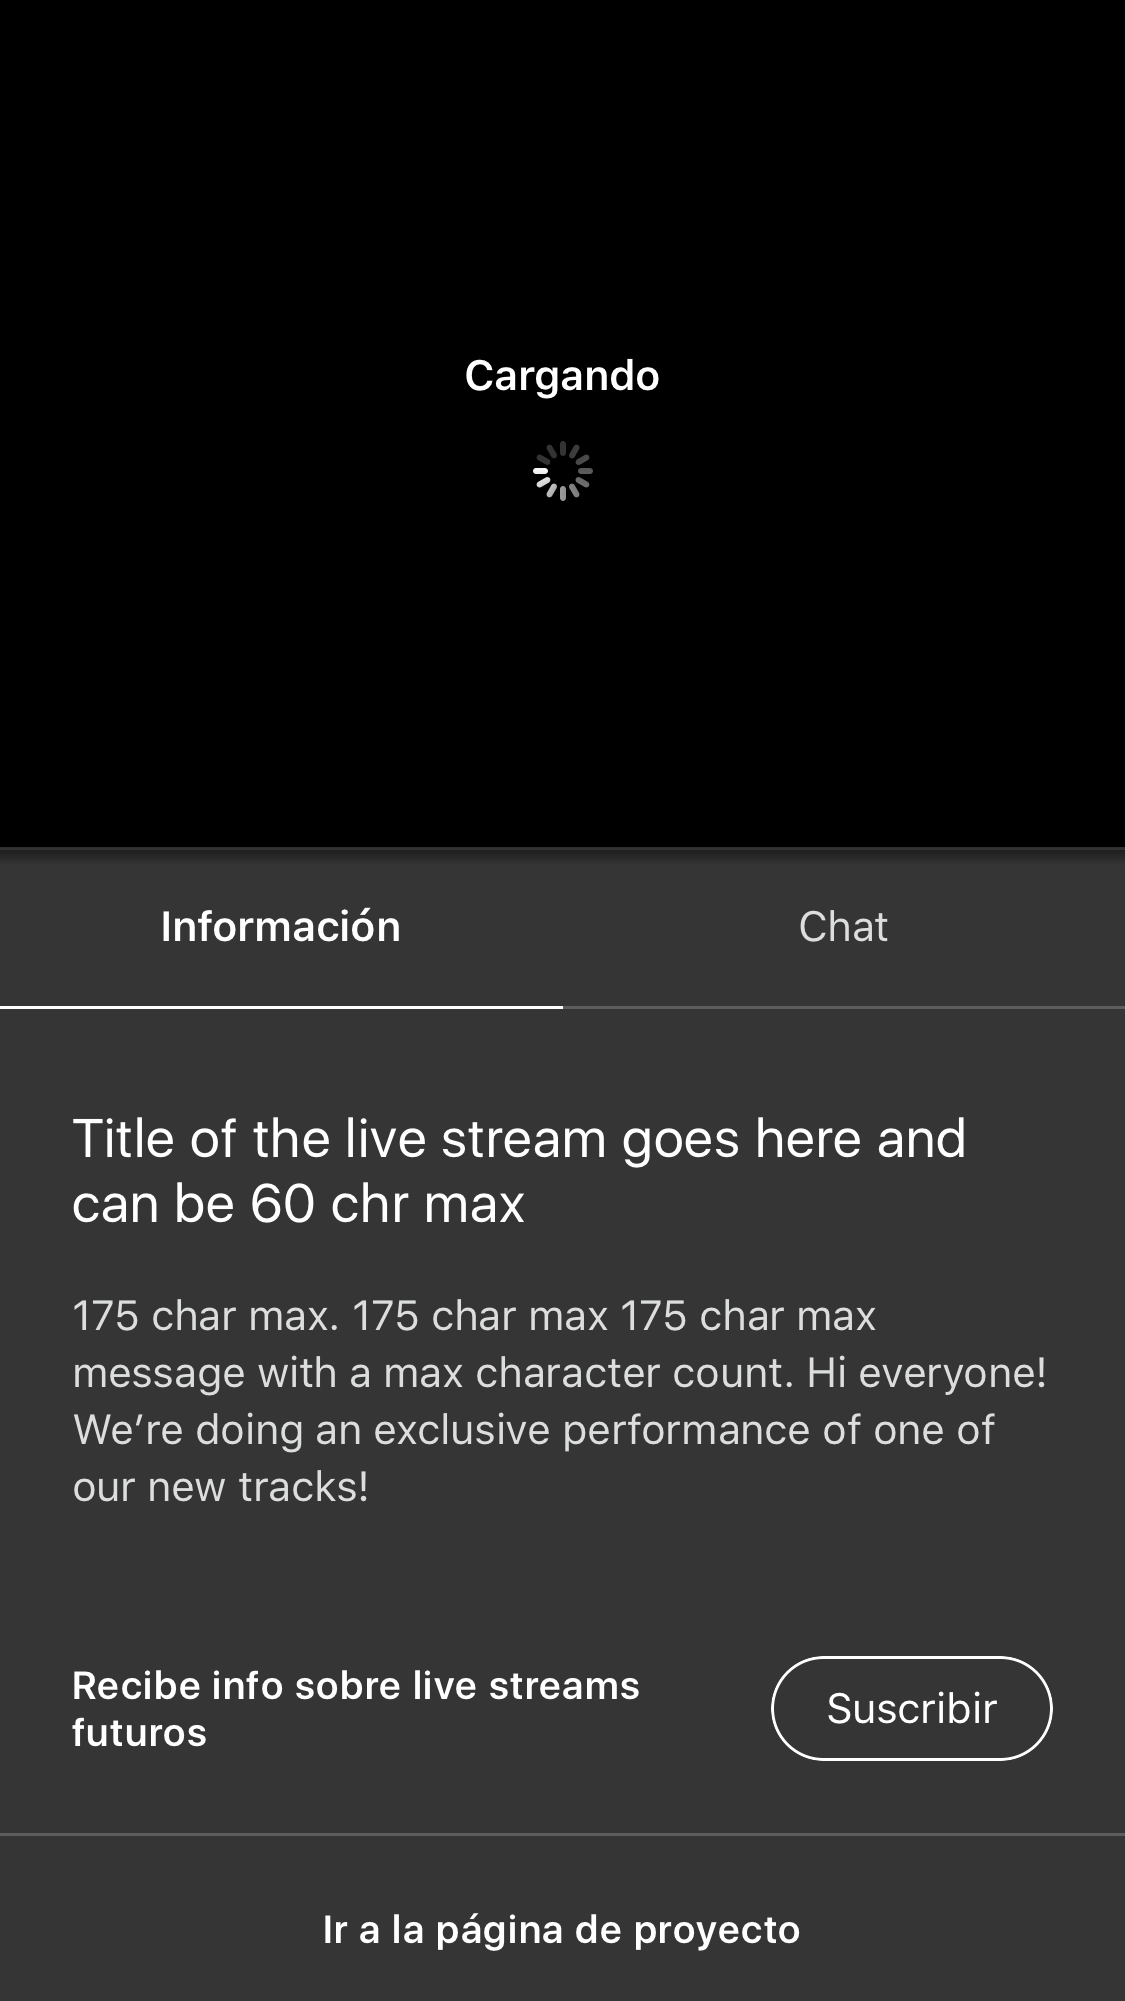 Cargando
Información
Chat
Title of the live stream goes here and
can be 60 chr max
175 char max. 175 char max 175 char max
message with a max character count. Hi everyone!
We’re doing an exclusive performance of one of
our new tracks!
Recibe info sobre live streams
futuros
Suscribir
Ir a la página de proyecto